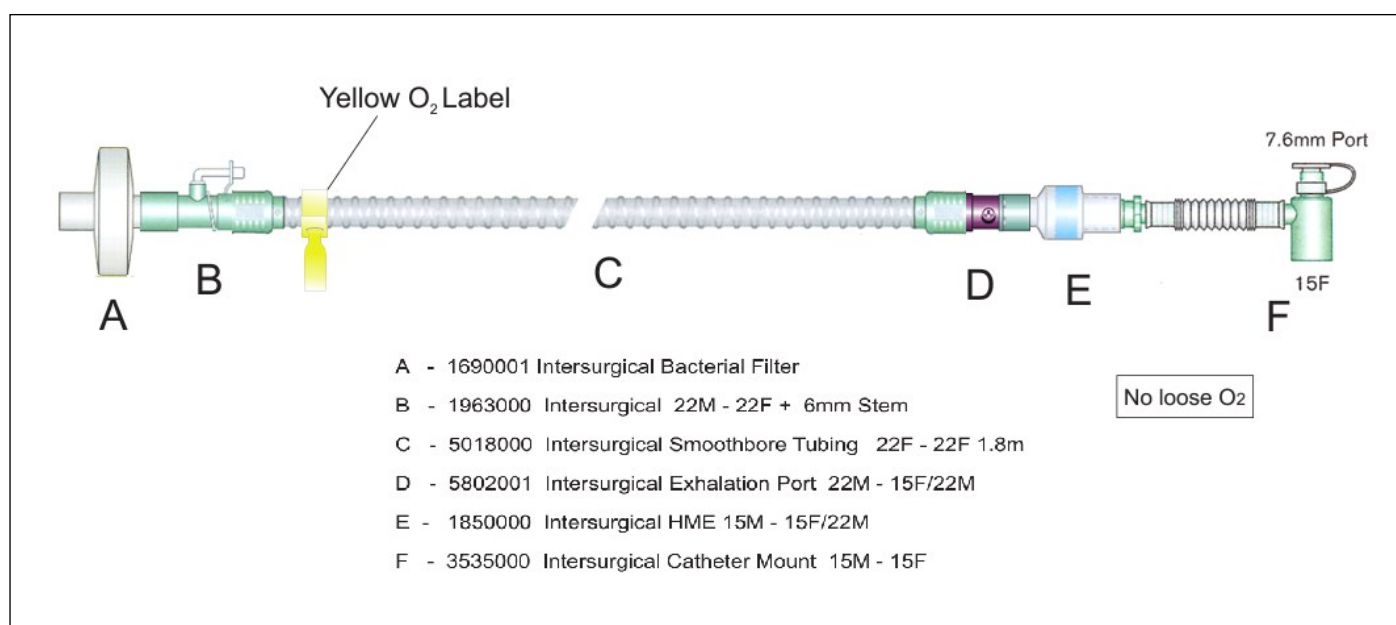 Yellow O2 Label
7.6mm Port
A
B
C
D
E
F
15F
A - 1690001 Intersurgical Bacterial Filter
B - 1963000 Intersurgical 22M - 22F + 6mm Stem
C - 5018000 Intersurgical Smoothbore Tubing 22F - 22F 1.8m
D - 5802001 Intersurgical Exhalation Port 22M - 15F/22M
E - 1850000 Intersurgical HME 15M - 15F/22M
F - 3535000 Intersurgical Catheter Mount 15M - 15F
No loose O2